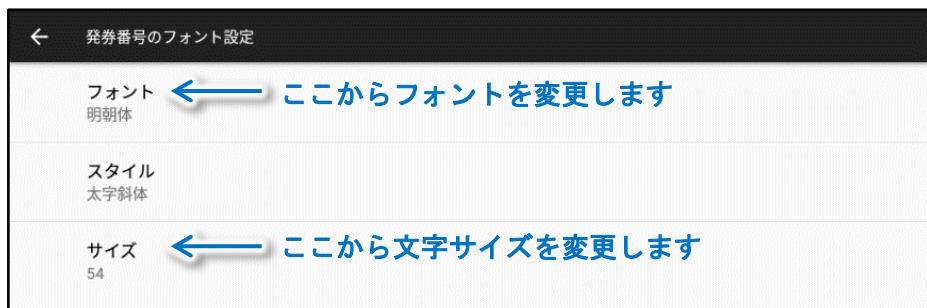 発券番号のフォント設定
フォント
ここからフォントを変更します
明朝体
スタイル
太字斜体
サイズ
ここから文字サイズを変更します
54